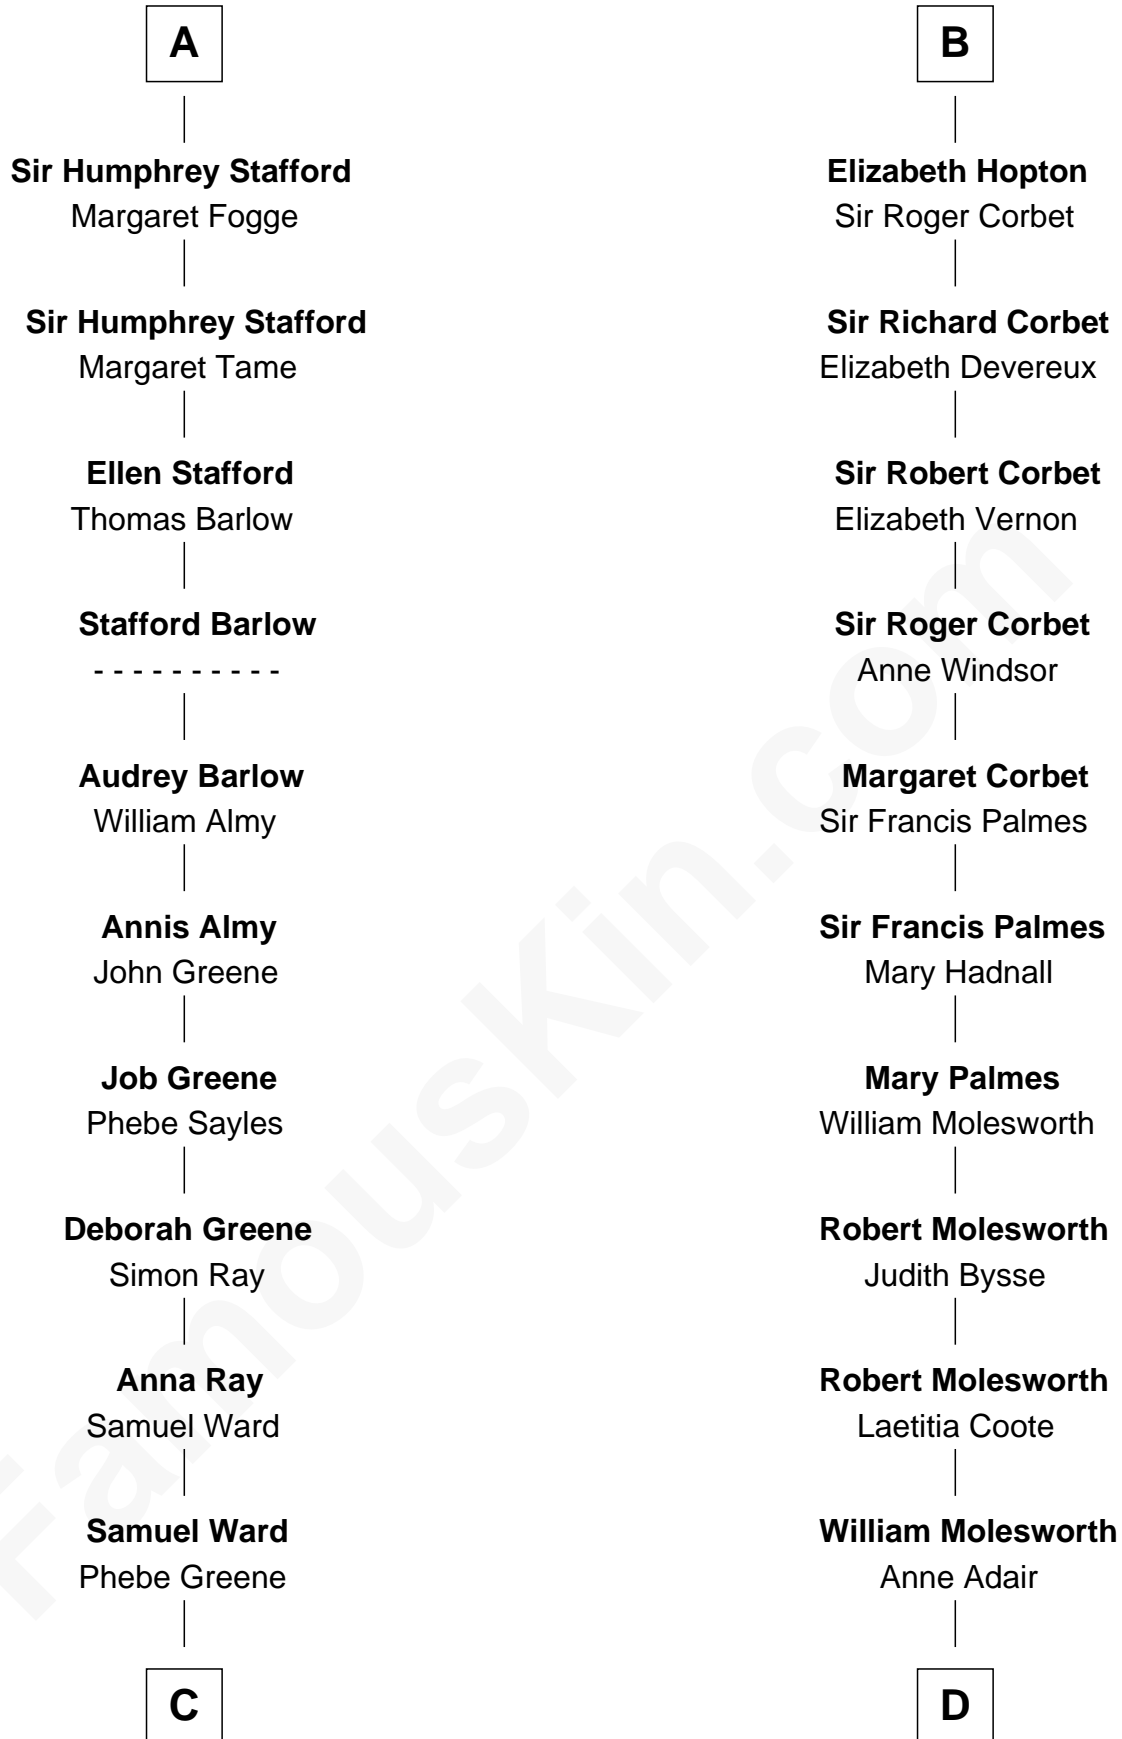 A
Sir Humphrey Stafford
Margaret Fogge
Sir Humphrey Stafford
Margaret Tame
Ellen Stafford
Thomas Barlow
Stafford Barlow
- - - - - - - - - -
Audrey Barlow
William Almy
Annis Almy
John Greene
Job Greene
Phebe Sayles
Deborah Greene
Simon Ray
Anna Ray
Samuel Ward
Samuel Ward
Phebe Greene
C
B
Elizabeth Hopton
Sir Roger Corbet
Sir Richard Corbet
Elizabeth Devereux
Sir Robert Corbet
Elizabeth Vernon
Sir Roger Corbet
Anne Windsor
Margaret Corbet
Sir Francis Palmes
Sir Francis Palmes
Mary Hadnall
Mary Palmes
William Molesworth
Robert Molesworth
Judith Bysse
Robert Molesworth
Laetitia Coote
William Molesworth
Anne Adair
D
FamousKin.com